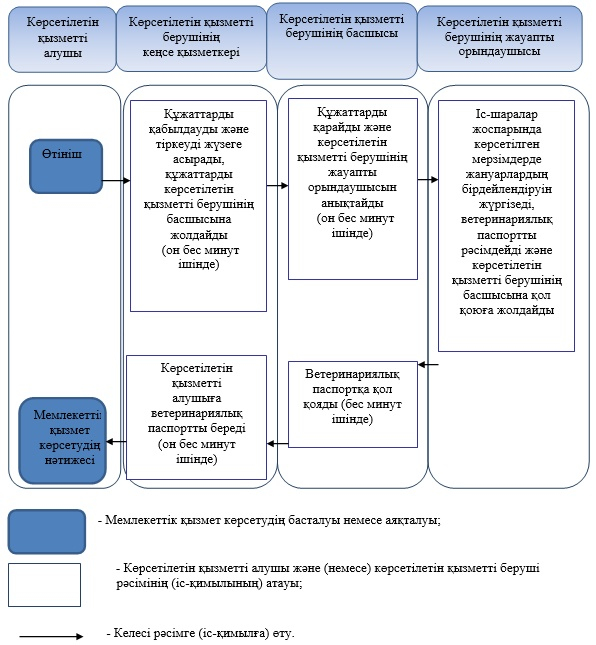 Көрсетілетін
қызметті
алушы
Көрсетілетін қызметті
берушінің
кеңсе қызметкері
Көрсетілетін қызметті
берушінің басшысы
Көрсетілетін қызметті
берушінің жауапты
орындаушысы
Өтініш
Құжаттарды
қабылдауды және
тіркеуді жүзеге
асырады,
құжаттарды
көрсетілетін
қызметті берушінің
басшысына
жолдайды
(он бес минут
ішінде)
Құжаттарды
қарайды және
көрсетілетін
қызметті берушінің
жауапты
орындаушысын
анықтайды
(он бес минут
ішінде)
Іс-шаралар
жоспарында
көрсетілген
мерзімдерде
жануарлардың
бірдейлендіруін
жүргізеді,
ветеринариялық
паспортты
рәсімдейді және
көрсетілетін
қызметті берушінің
басшысына қол
қоюға жолдайды
Ветеринариялық
паспортқа қол
қояды (бес минут
ішінде)
Көрсетілетін
қызметті
алушыға
ветеринариялық
паспортты береді
(он бес минут
ішінде)
Мемлекеттік
қызмет
көрсетудің
нәтижесі
- Мемлекеттік қызмет көрсетудің басталуы немесе аяқталуы;
- Көрсетілетін қызметті алушы және (немесе) көрсетілетін қызметті беруші
рәсімінің (іс-қимылының) атауы;
- Келесі рәсімге (іс-қимылға) өту.